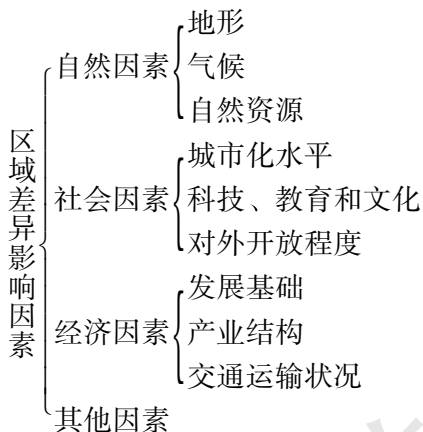 区域差异影响因素
自然因素
地形
气候
自然资源
社会因素
城市化水平
科技、教育和文化
对外开放程度
经济因素
发展基础
产业结构
交通运输状况
其他因素